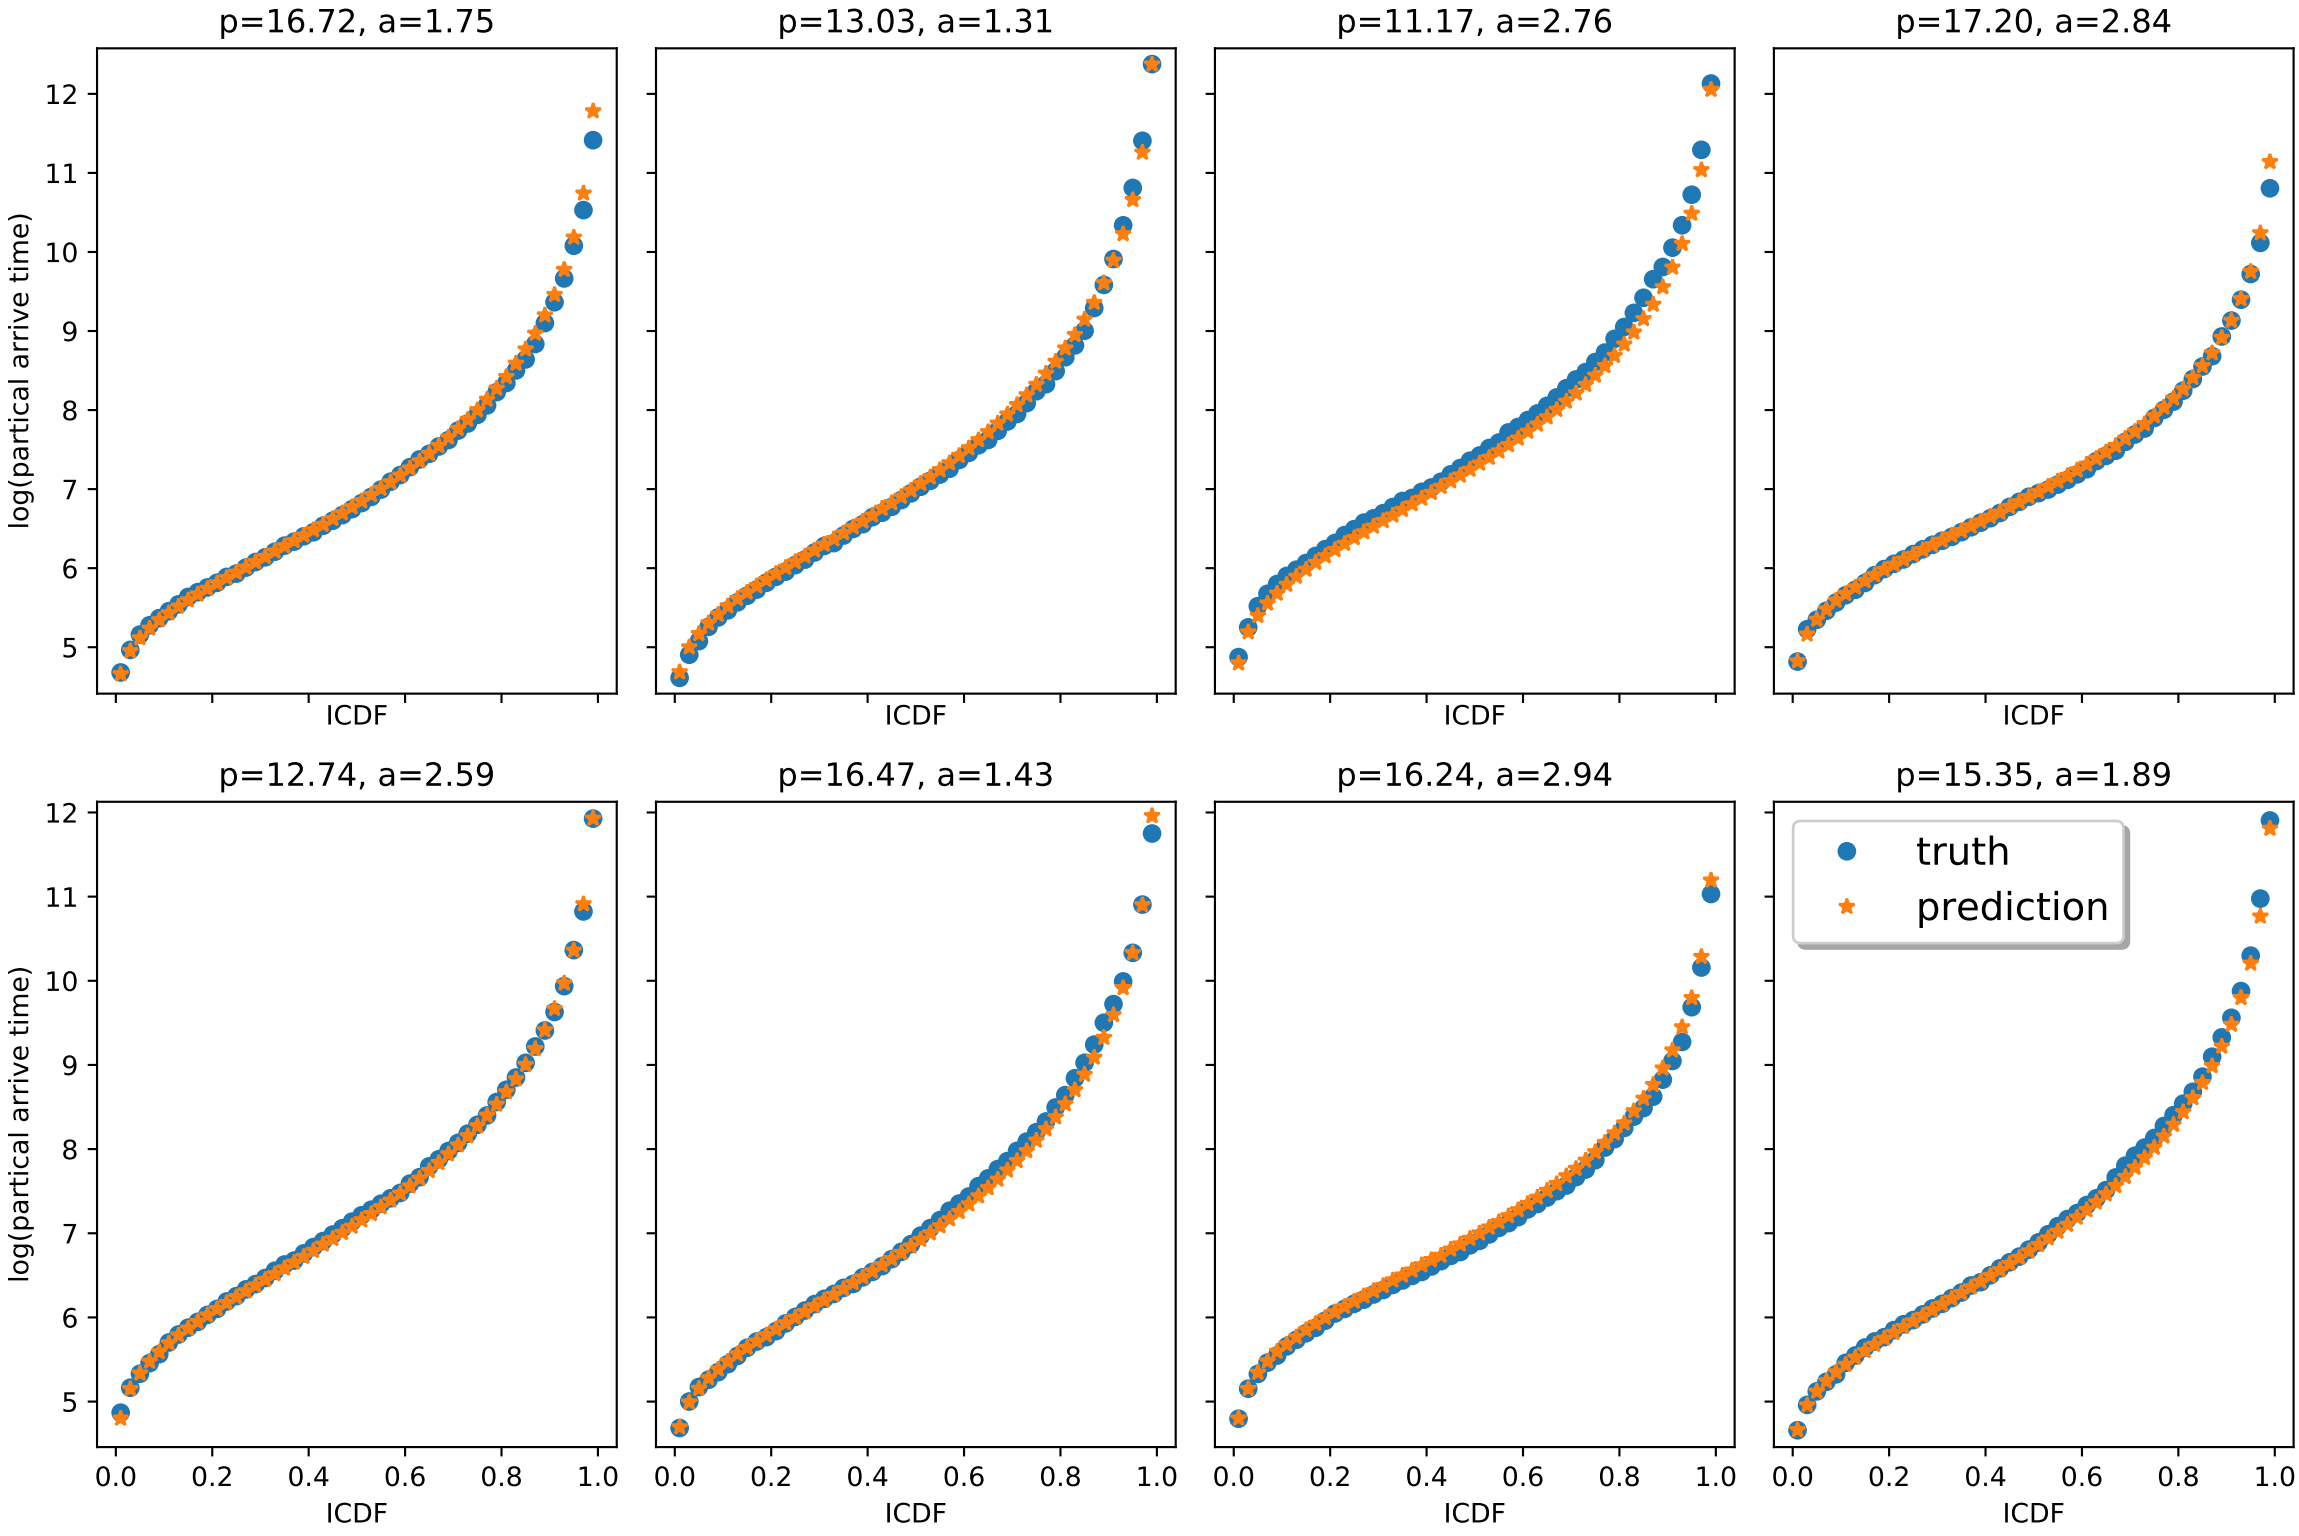 p=16.72, a=1.75
p=13.03, a=1.31
p=11.17, a=2.76
p=17.20, a=2.84
log(partical arrive time)
12
11
10
9
8
7
6
5
ICDF
ICDF
ICDF
ICDF
p=12.74, a=2.59
p=16.47, a=1.43
p=16.24, a=2.94
p=15.35, a=1.89
log(partical arrive time)
12
11
10
9
8
7
6
5
truth
prediction
0.0 0.2 0.4 0.6 0.8 1.0
0.0 0.2 0.4 0.6 0.8 1.0
0.0 0.2 0.4 0.6 0.8 1.0
0.0 0.2 0.4 0.6 0.8 1.0
ICDF
ICDF
ICDF
ICDF